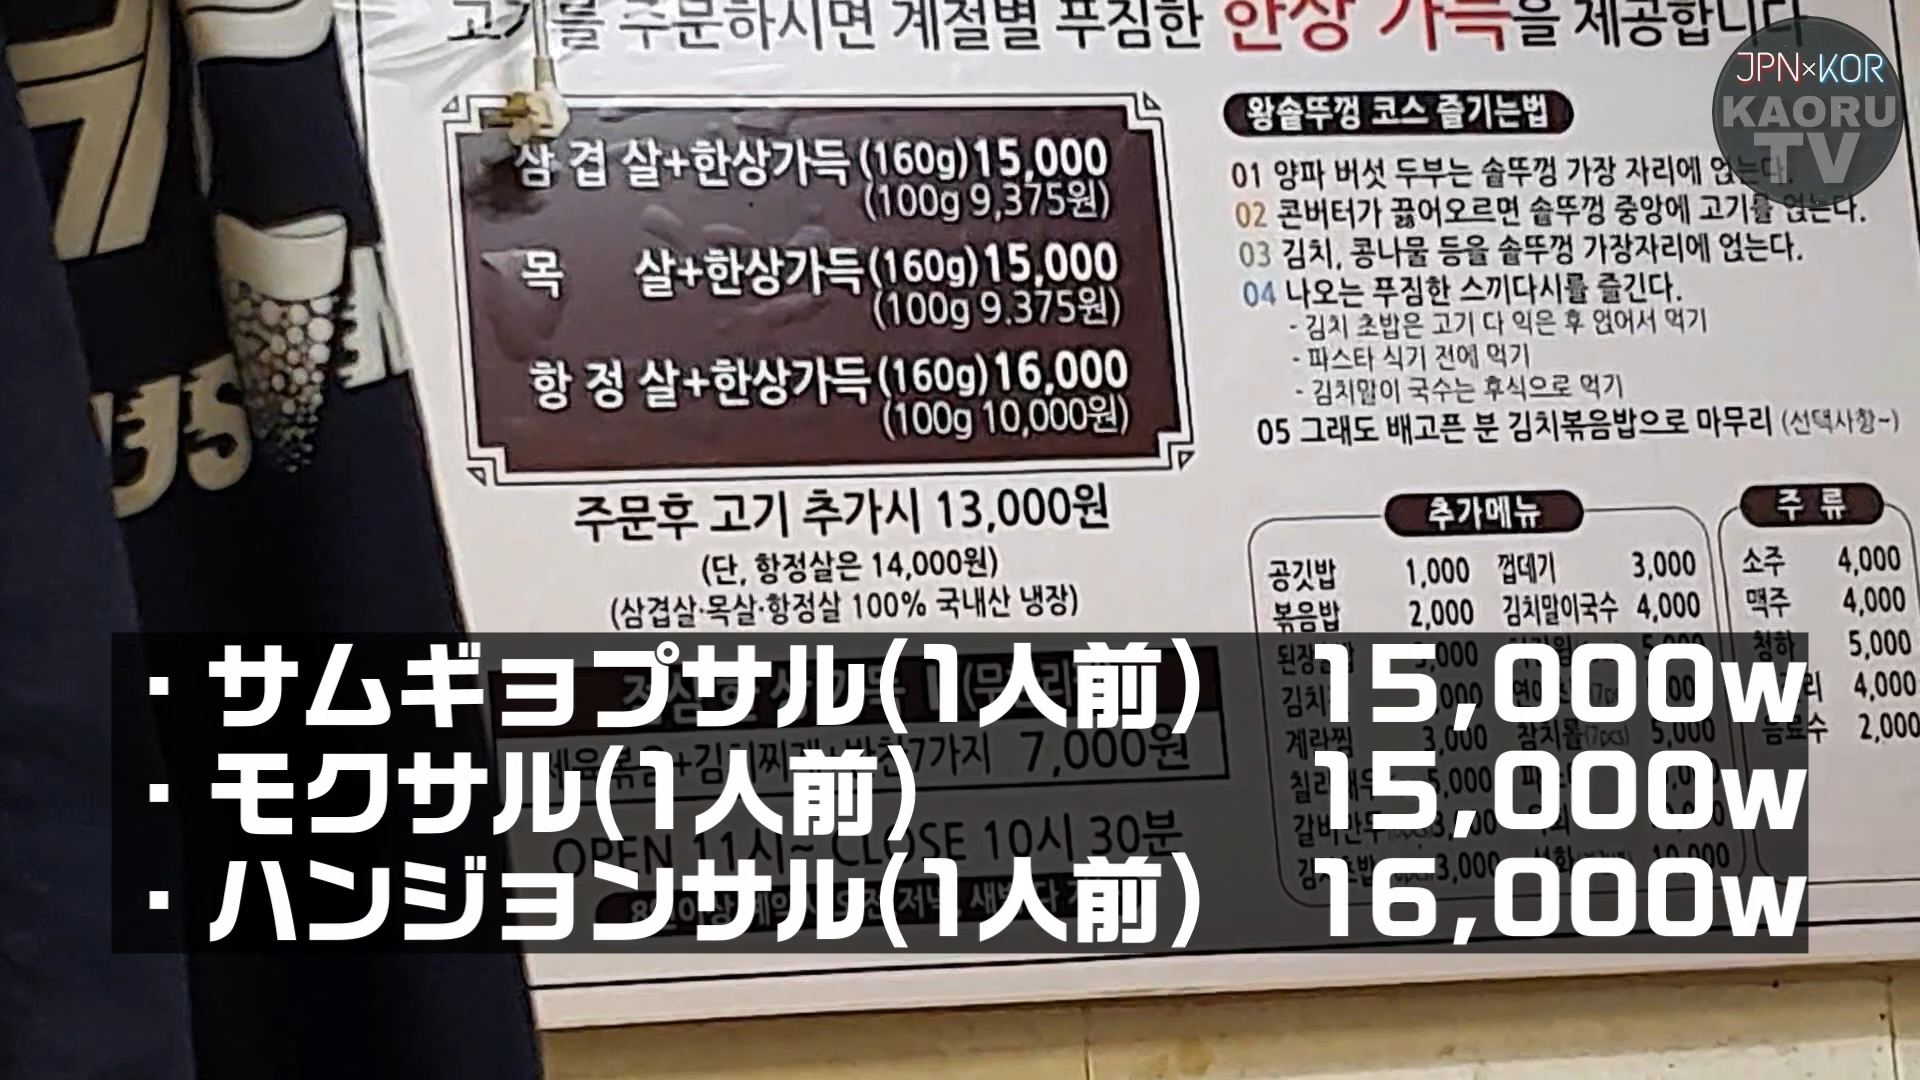 고기를 주문하시면 계절별 푸짐한 한상 가득을 제공합니다
JPN×KOR
KAORU
TV
삼 겹 살+한상가득(160g)15,000
(100g 9,375원)
목 살+한상가득(160g)15,000
(100g 9.375원)
항 정 살+한상가득(160g)16,000
(100g 10,000원)
주문후 고기 추가시 13,000원
(단, 항정살은 14,000원)
(삼겹살·목살·항정살 100% 국내산 냉장)
왕솥뚜껑 코스 즐기는법
01 양파 버섯 두부는 솥뚜껑 가장 자리에 얹는다.
02 콘버터가 끓어오르면 솥뚜껑 중앙에 고기를 얹는다.
03 김치, 콩나물 등을 솥뚜껑 가장자리에 얹는다.
04 나오는 푸짐한 스끼다시를 즐긴다.
- 김치 초밥은 고기 다 익은 후 얹어서 먹기
- 파스타 식기 전에 먹기
- 김치말이 국수는 후식으로 먹기
05 그래도 배고픈 분 김치볶음밥으로 마무리 (선택사항~)
추가메뉴
공깃밥 1,000 껍데기 3,000
볶음밥 2,000 김치말이국수 4,000
계란찜 3,000
주 류
소주 4,000
맥주 4,000
청하 5,000
4,000
음료수 2,000
7가지 7,000원
OPEN 11시~ CLOSE 10시 30분
・サムギョプサル(1人前) 15,000w
・モクサル(1人前) 15,000w
・ハンジョンサル(1人前) 16,000w